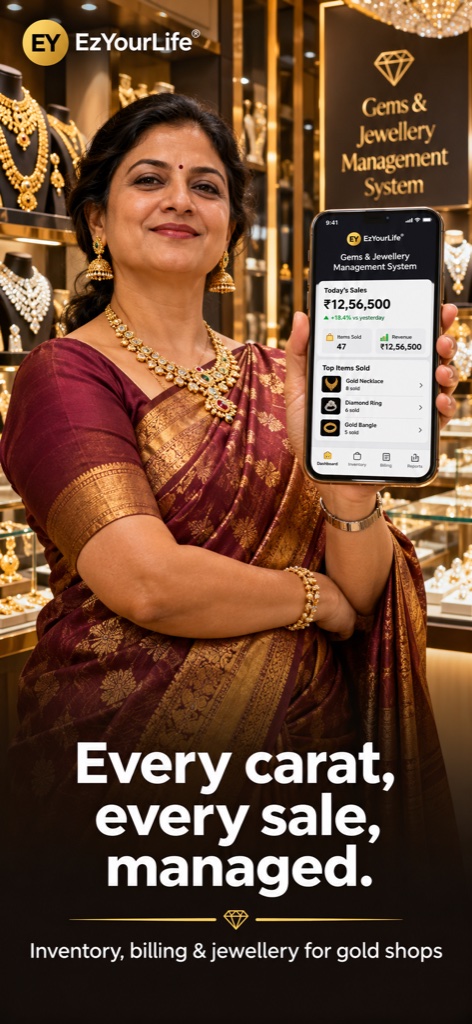 EY EzYourLife®
Gems &
Jewellery
Management
System
9:41
EY EzYourLife®
Gems & Jewellery
Management System
Today's Sales
₹12,56,500
▲ +18.4% vs yesterday
Items Sold
47
Revenue
₹12,56,500
Top Items Sold
Gold Necklace
8 sold
Diamond Ring
6 sold
Gold Bangle
5 sold
Dashboard Inventory Billing Reports
Every carat,
every sale,
managed.
Inventory, billing & jewellery for gold shops